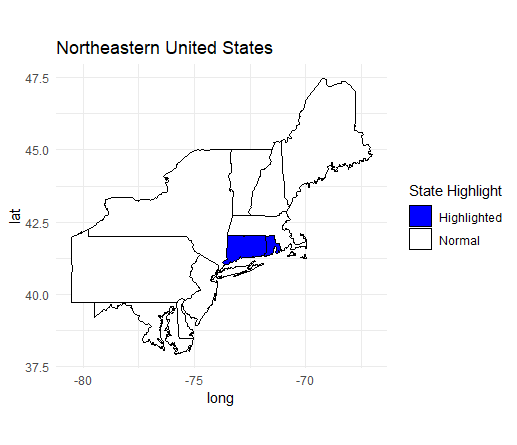 Northeastern United States
47.5
45.0
42.5
40.0
37.5
lat
-80
-75
-70
long
State Highlight
Highlighted
Normal